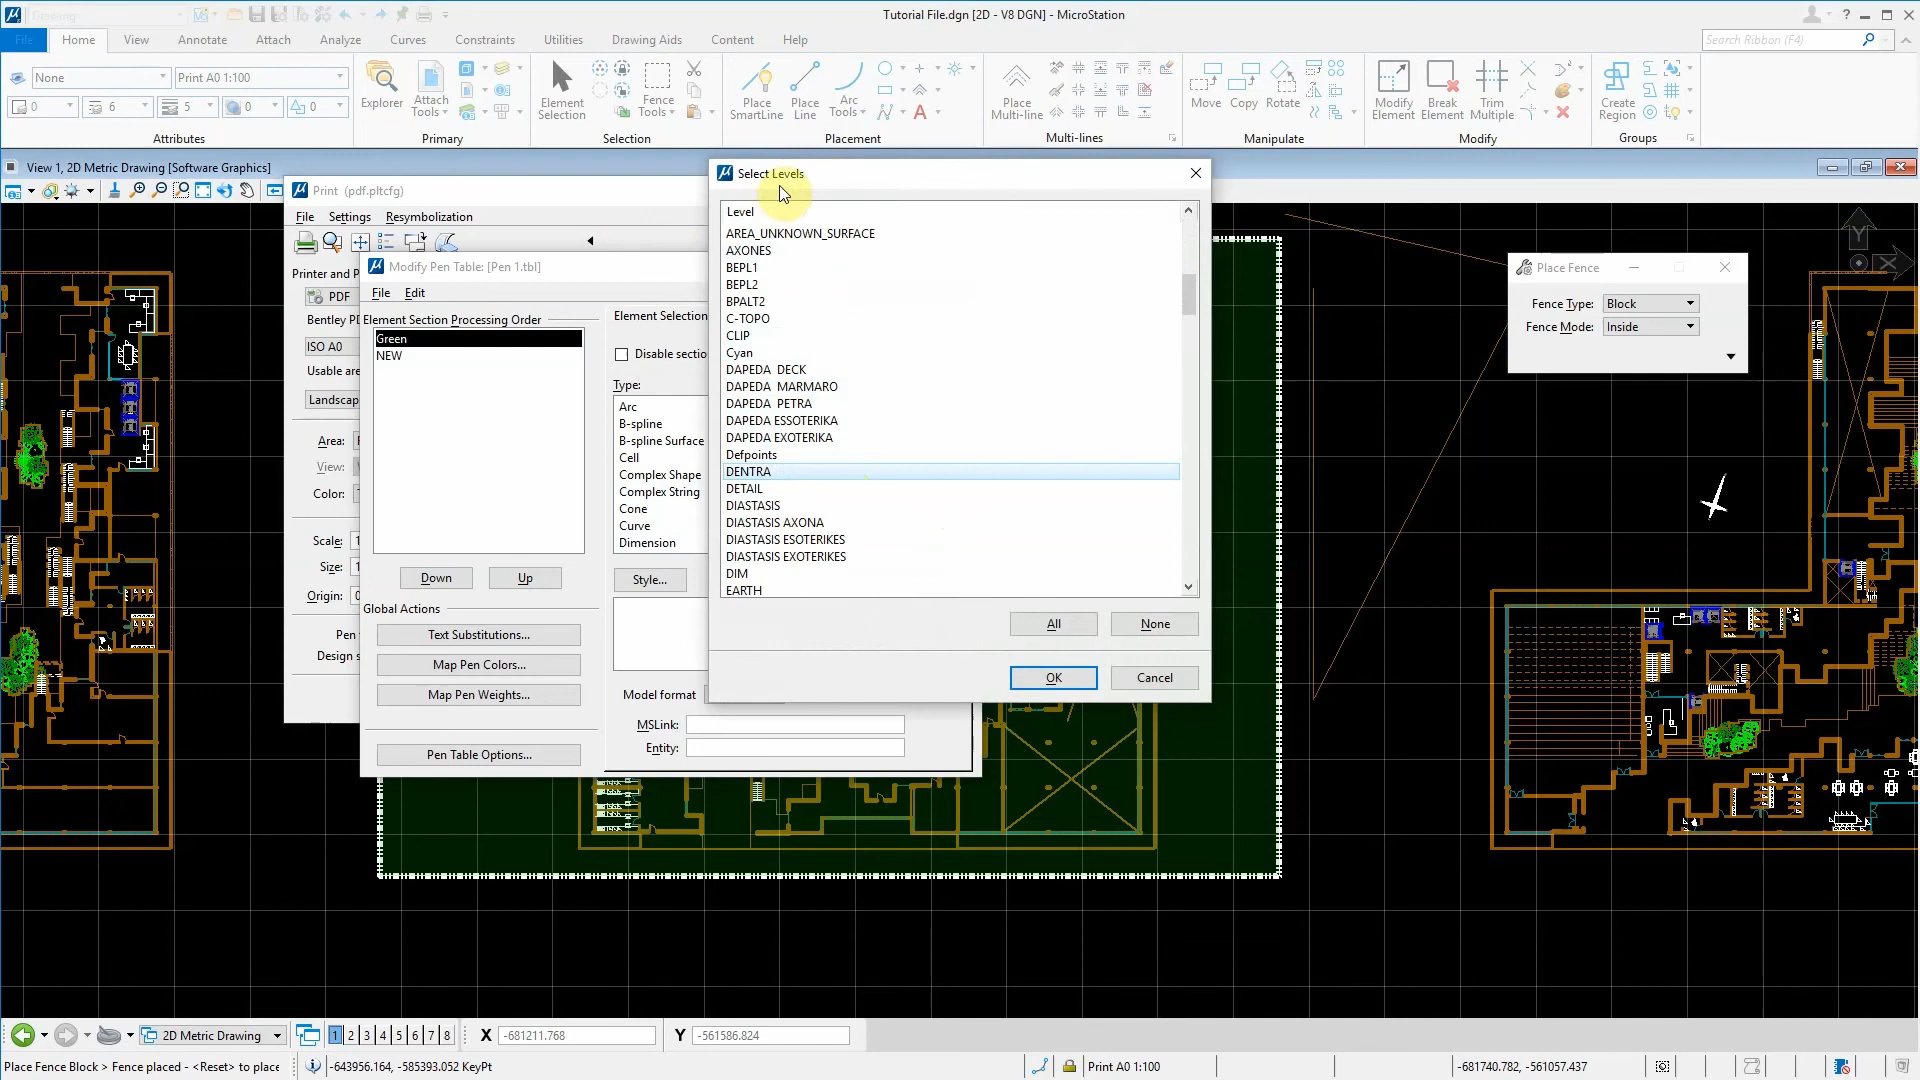 Drawing
Tutorial File.dgn [2D - V8 DGN] - MicroStation
File Home View Annotate Attach Analyze Curves Constraints Utilities Drawing Aids Content Help
Search Ribbon (F4)
None
Print A0 1:100
0 6 5 0 0
Attributes
Explorer
Attach Tools
Primary
Element Selection
Fence Tools
Selection
Place SmartLine
Place Line
Arc Tools
Placement
Place Multi-line
Multi-lines
Move Copy Rotate
Manipulate
Modify Element
Break Element
Trim Multiple
Modify
Create Region
Groups
View 1, 2D Metric Drawing [Software Graphics]
Print (pdf.pltcfg)
File Settings Resymbolization
Printer and P
PDF
Bentley PD
ISO A0
Usable are
Landscap
Area:
View:
Color:
Scale:
Size:
Origin:
Pen
Design s
Modify Pen Table: [Pen 1.tbl]
File Edit
Element Section Processing Order
Green
NEW
Down Up
Global Actions
Text Substitutions...
Map Pen Colors...
Map Pen Weights...
Pen Table Options...
Element Selection
Disable sectio
Type:
Arc
B-spline
B-spline Surface
Cell
Complex Shape
Complex String
Cone
Curve
Dimension
Style...
Model format
MSLink:
Entity:
Select Levels
Level
AREA_UNKNOWN_SURFACE
AXONES
BEPL1
BEPL2
BPALT2
C-TOPO
CLIP
Cyan
DAPEDA  DECK
DAPEDA  MARMARO
DAPEDA  PETRA
DAPEDA ESSOTERIKA
DAPEDA EXOTERIKA
Defpoints
DENTRA
DETAIL
DIASTASIS
DIASTASIS AXONA
DIASTASIS ESOTERIKES
DIASTASIS EXOTERIKES
DIM
EARTH
All None
OK Cancel
Place Fence
Fence Type: Block
Fence Mode: Inside
Y
X
2D Metric Drawing
1 2 3 4 5 6 7 8
X -681211.768
Y -561586.824
Place Fence Block > Fence placed - <Reset> to place
-643956.164, -585393.052 KeyPt
Print A0 1:100
-681740.782, -561057.437